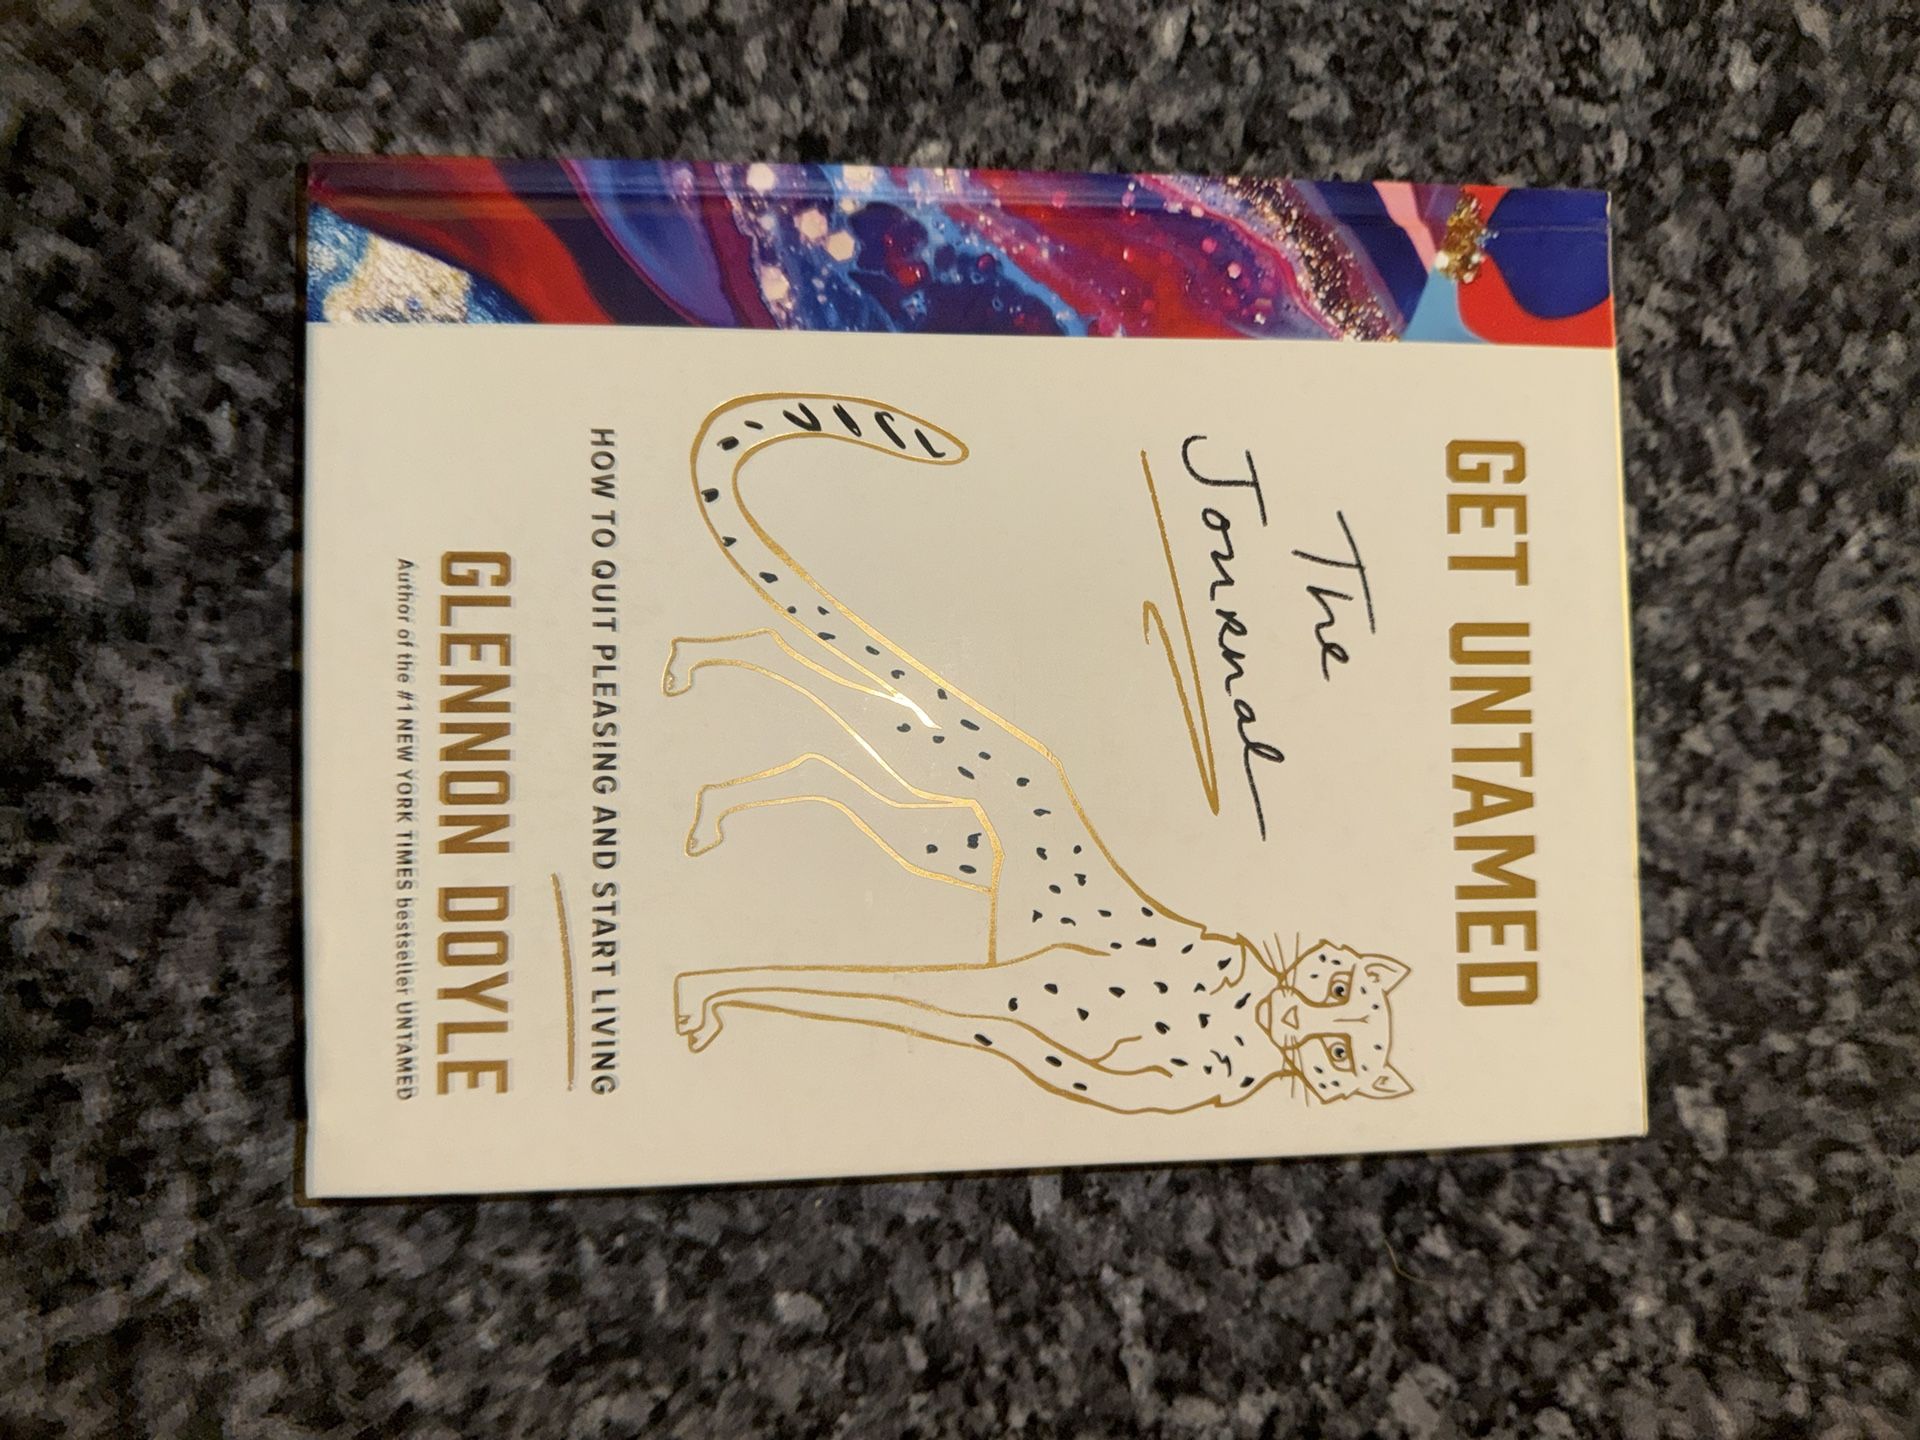 GET UNTAMED
The
Journal
HOW TO QUIT PLEASING AND START LIVING
GLENNON DOYLE
Author of the #1 NEW YORK TIMES bestseller UNTAMED